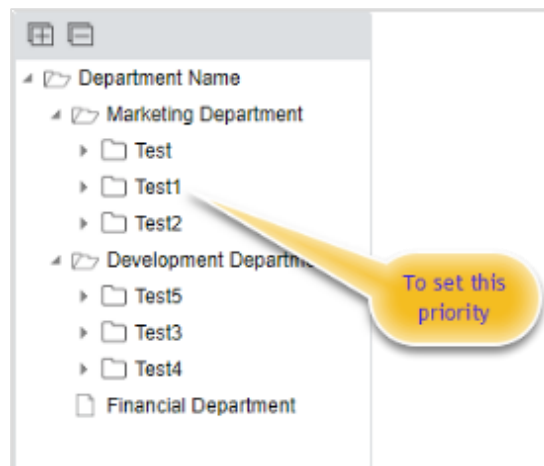 Department Name
Marketing Department
Test
Test1
Test2
Development Departm
Test5
Test3
Test4
Financial Department
To set this
priority